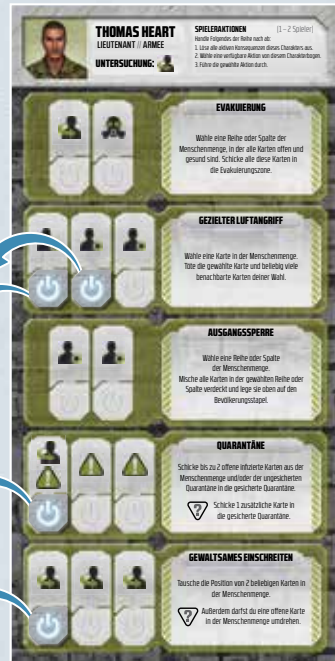 THOMAS HEART
LIEUTENANT // ARMEE
UNTERSUCHUNG:
SPIELERAKTIONEN (1 – 2 Spieler)
Handle Folgendes der Reihe nach ab:
1. Löse alle aktiven Konsequenzen dieses Charakters aus.
2. Wähle eine verfügbare Aktion von diesem Charakterbogen.
3. Führe die gewählte Aktion durch.
EVAKUIERUNG
Wähle eine Reihe oder Spalte der
Menschenmenge, in der alle Karten offen und
gesund sind. Schicke alle diese Karten in
die Evakuierungszone.
GEZIELTER LUFTANGRIFF
Wähle eine Karte in der Menschenmenge.
Töte die gewählte Karte und beliebig viele
benachbarte Karten deiner Wahl.
AUSGANGSSPERRE
Wähle eine Reihe oder Spalte
der Menschenmenge.
Mische alle Karten in der gewählten Reihe oder
Spalte verdeckt und lege sie oben auf den
Bevölkerungsstapel.
QUARANTÄNE
Schicke bis zu 2 offene infizierte Karten aus der
Menschenmenge und/oder der ungesicherten
Quarantäne in die gesicherte Quarantäne.
? Schicke 1 zusätzliche Karte in
die gesicherte Quarantäne.
GEWALTSAMES EINSCHREITEN
Tausche die Position von 2 beliebigen Karten in
der Menschenmenge.
? Außerdem darfst du eine offene Karte
in der Menschenmenge umdrehen.